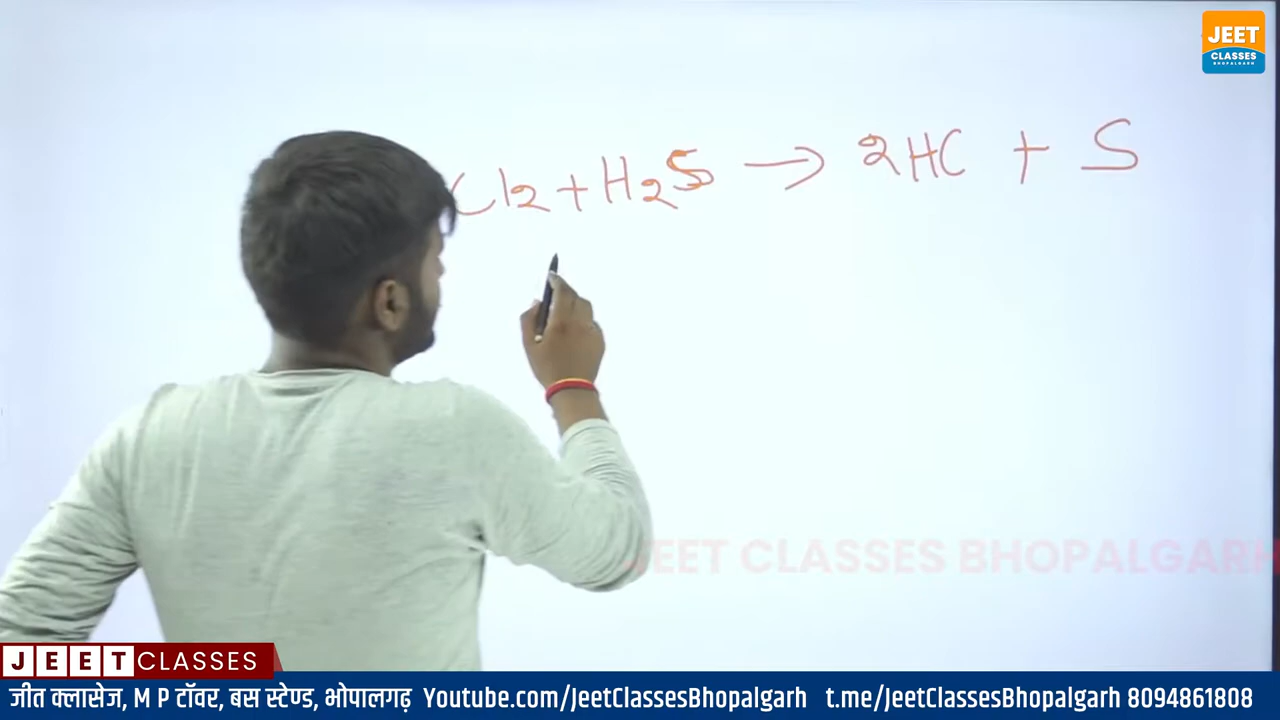 JEET
CLASSES
BHOPALGARH
Cl2 + H2S → 2HC + S
JEET CLASSES BHOPALGARH
JEET CLASSES
जीत क्लासेज, M P टॉवर, बस स्टेण्ड, भोपालगढ़ Youtube.com/JeetClassesBhopalgarh t.me/JeetClassesBhopalgarh 8094861808